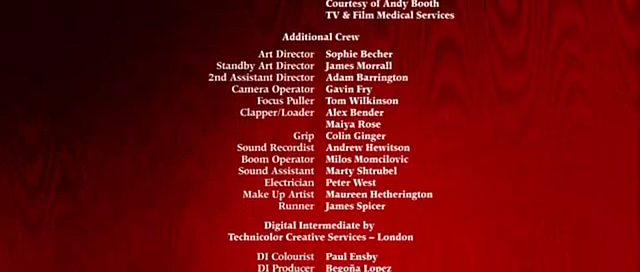 Courtesy of Andy Booth
TV & Film Medical Services
Additional Crew
Art Director Sophie Becher
Standby Art Director James Morrall
2nd Assistant Director Adam Barrington
Camera Operator Gavin Fry
Focus Puller Tom Wilkinson
Clapper/Loader Alex Bender
Maiya Rose
Grip Colin Ginger
Sound Recordist Andrew Hewitson
Boom Operator Milos Momcilovic
Sound Assistant Marty Shtrubel
Electrician Peter West
Make Up Artist Maureen Hetherington
Runner James Spicer
Digital Intermediate by
Technicolor Creative Services – London
DI Colourist Paul Ensby
DI Producer Begoña Lopez